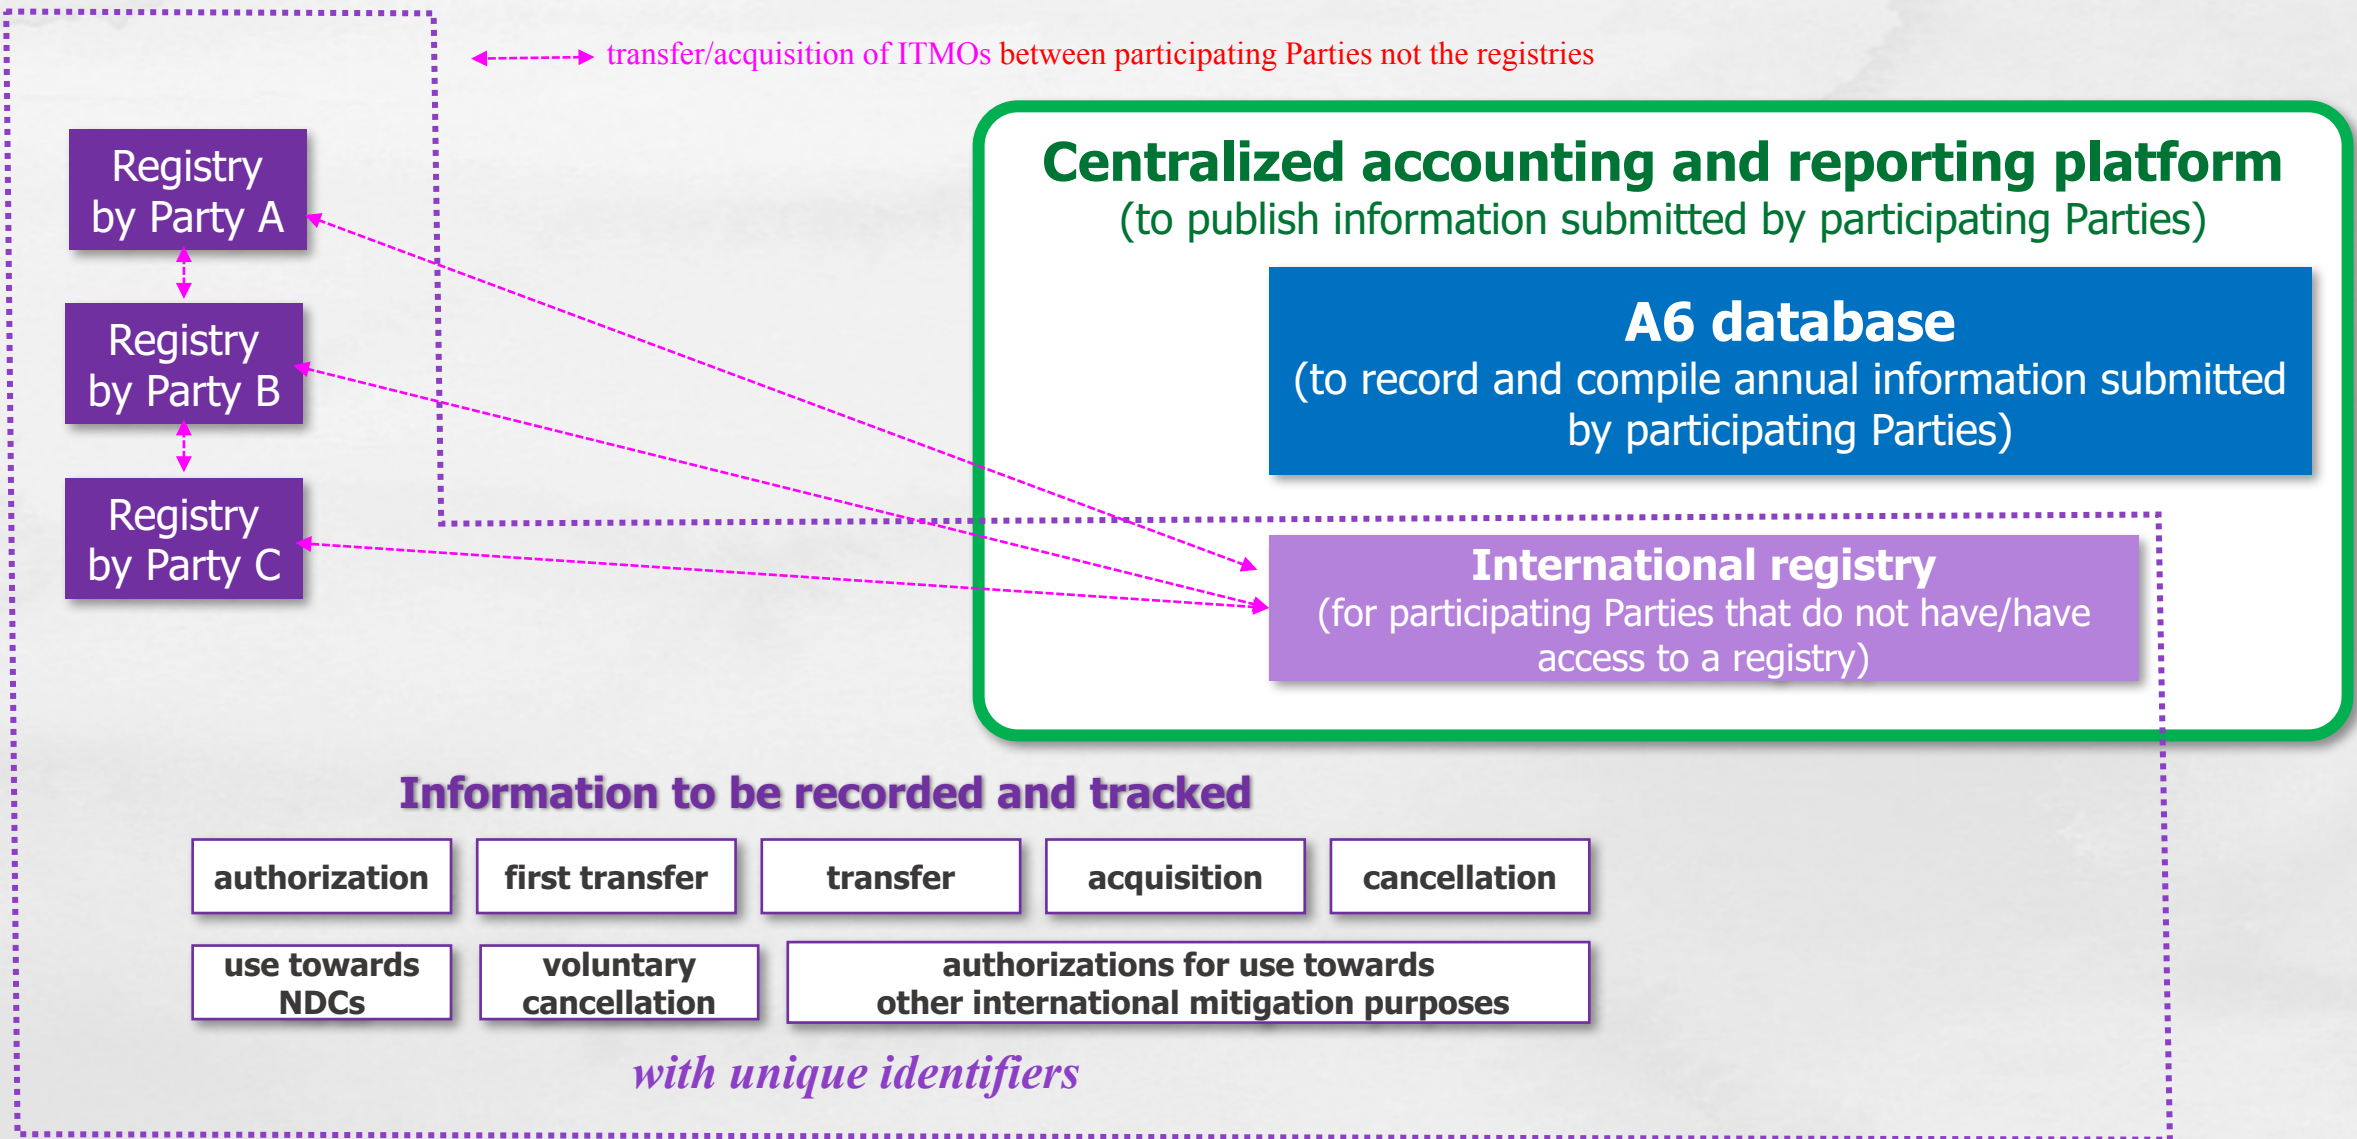 transfer/acquisition of ITMOs between participating Parties not the registries
Registry
by Party A
Registry
by Party B
Registry
by Party C
Centralized accounting and reporting platform
(to publish information submitted by participating Parties)
A6 database
(to record and compile annual information submitted
by participating Parties)
International registry
(for participating Parties that do not have/have
access to a registry)
Information to be recorded and tracked
authorization
first transfer
transfer
acquisition
cancellation
use towards
NDCs
voluntary
cancellation
authorizations for use towards
other international mitigation purposes
with unique identifiers